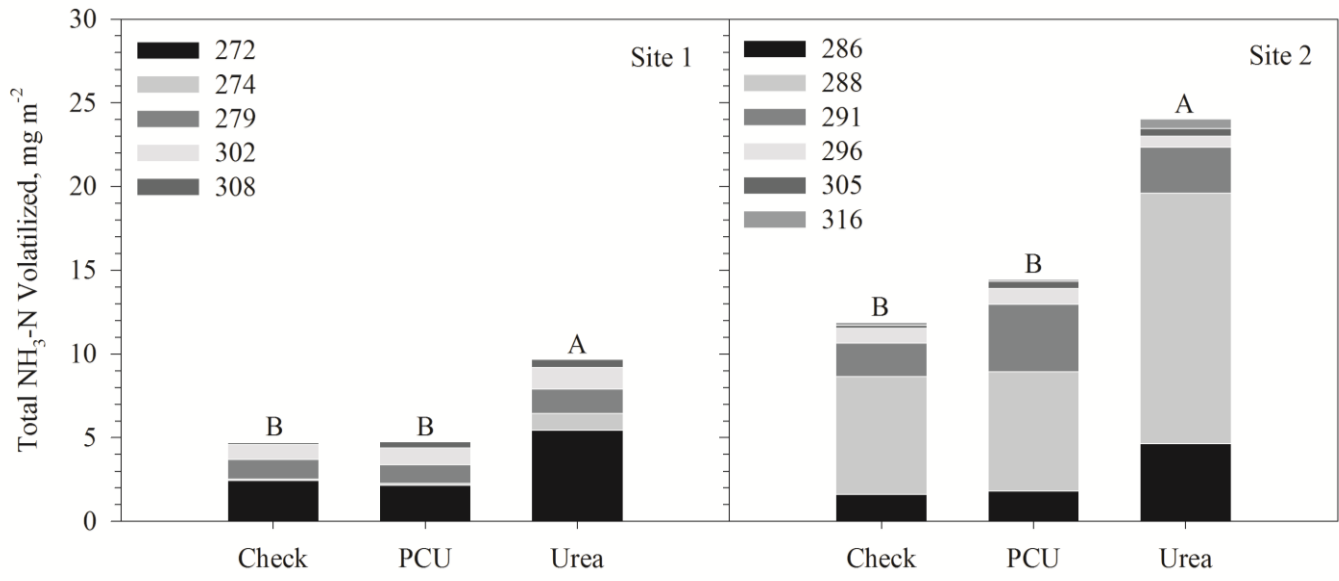 Total NH3-N Volatilized, mg m-2
30
25
20
15
10
5
0
272
274
279
302
308
Site 1
B
B
A
Check
PCU
Urea
286
288
291
296
305
316
Site 2
B
B
A
Check
PCU
Urea